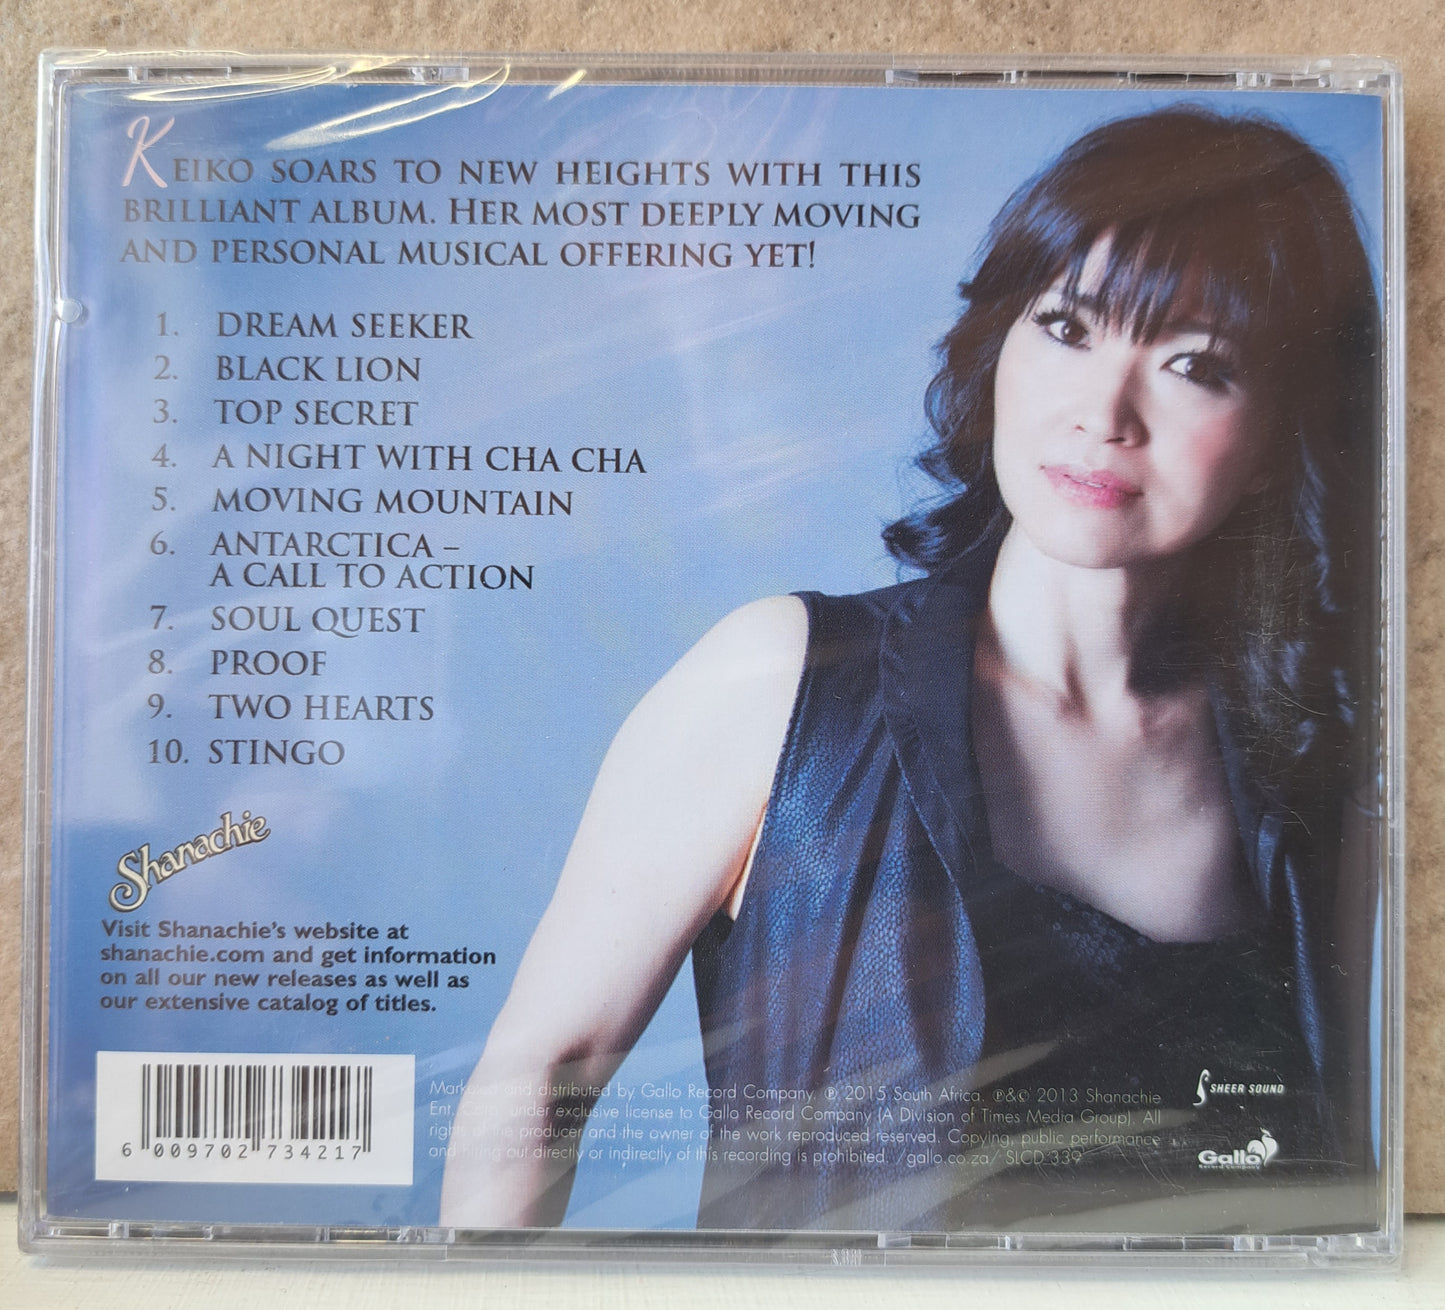 KEIKO SOARS TO NEW HEIGHTS WITH THIS
BRILLIANT ALBUM. HER MOST DEEPLY MOVING
AND PERSONAL MUSICAL OFFERING YET!
1. DREAM SEEKER
2. BLACK LION
3. TOP SECRET
4. A NIGHT WITH CHA CHA
5. MOVING MOUNTAIN
6. ANTARCTICA –
A CALL TO ACTION
7. SOUL QUEST
8. PROOF
9. TWO HEARTS
10. STINGO
Shanachie
Visit Shanachie's website at
shanachie.com and get information
on all our new releases as well as
our extensive catalog of titles.
6 009702 734217
Marketed and distributed by Gallo Record Company. ℗ 2015 South Africa. ℗&© 2013 Shanachie
Ent. Corp. under exclusive license to Gallo Record Company (A Division of Times Media Group). All
rights of the producer and the owner of the work reproduced reserved. Copying, public performance
and hiring out directly or indirectly of this recording is prohibited. /gallo.co.za/ SLCD 339
SHEER SOUND
Gallo
Record Company